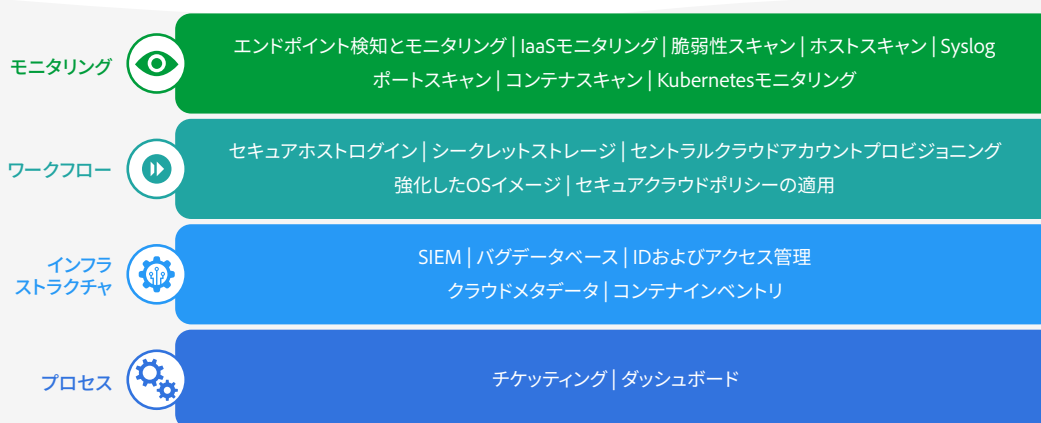 モニタリング
エンドポイント検知とモニタリング | IaaSモニタリング | 脆弱性スキャン | ホストスキャン | Syslog
ポートスキャン | コンテナスキャン | Kubernetesモニタリング
ワークフロー
セキュアホストログイン | シークレットストレージ | セントラルクラウドアカウントプロビジョニング
強化したOSイメージ | セキュアクラウドポリシーの適用
インフラ
ストラクチャ
SIEM | バグデータベース | IDおよびアクセス管理
クラウドメタデータ | コンテナインベントリ
プロセス
チケッティング | ダッシュボード